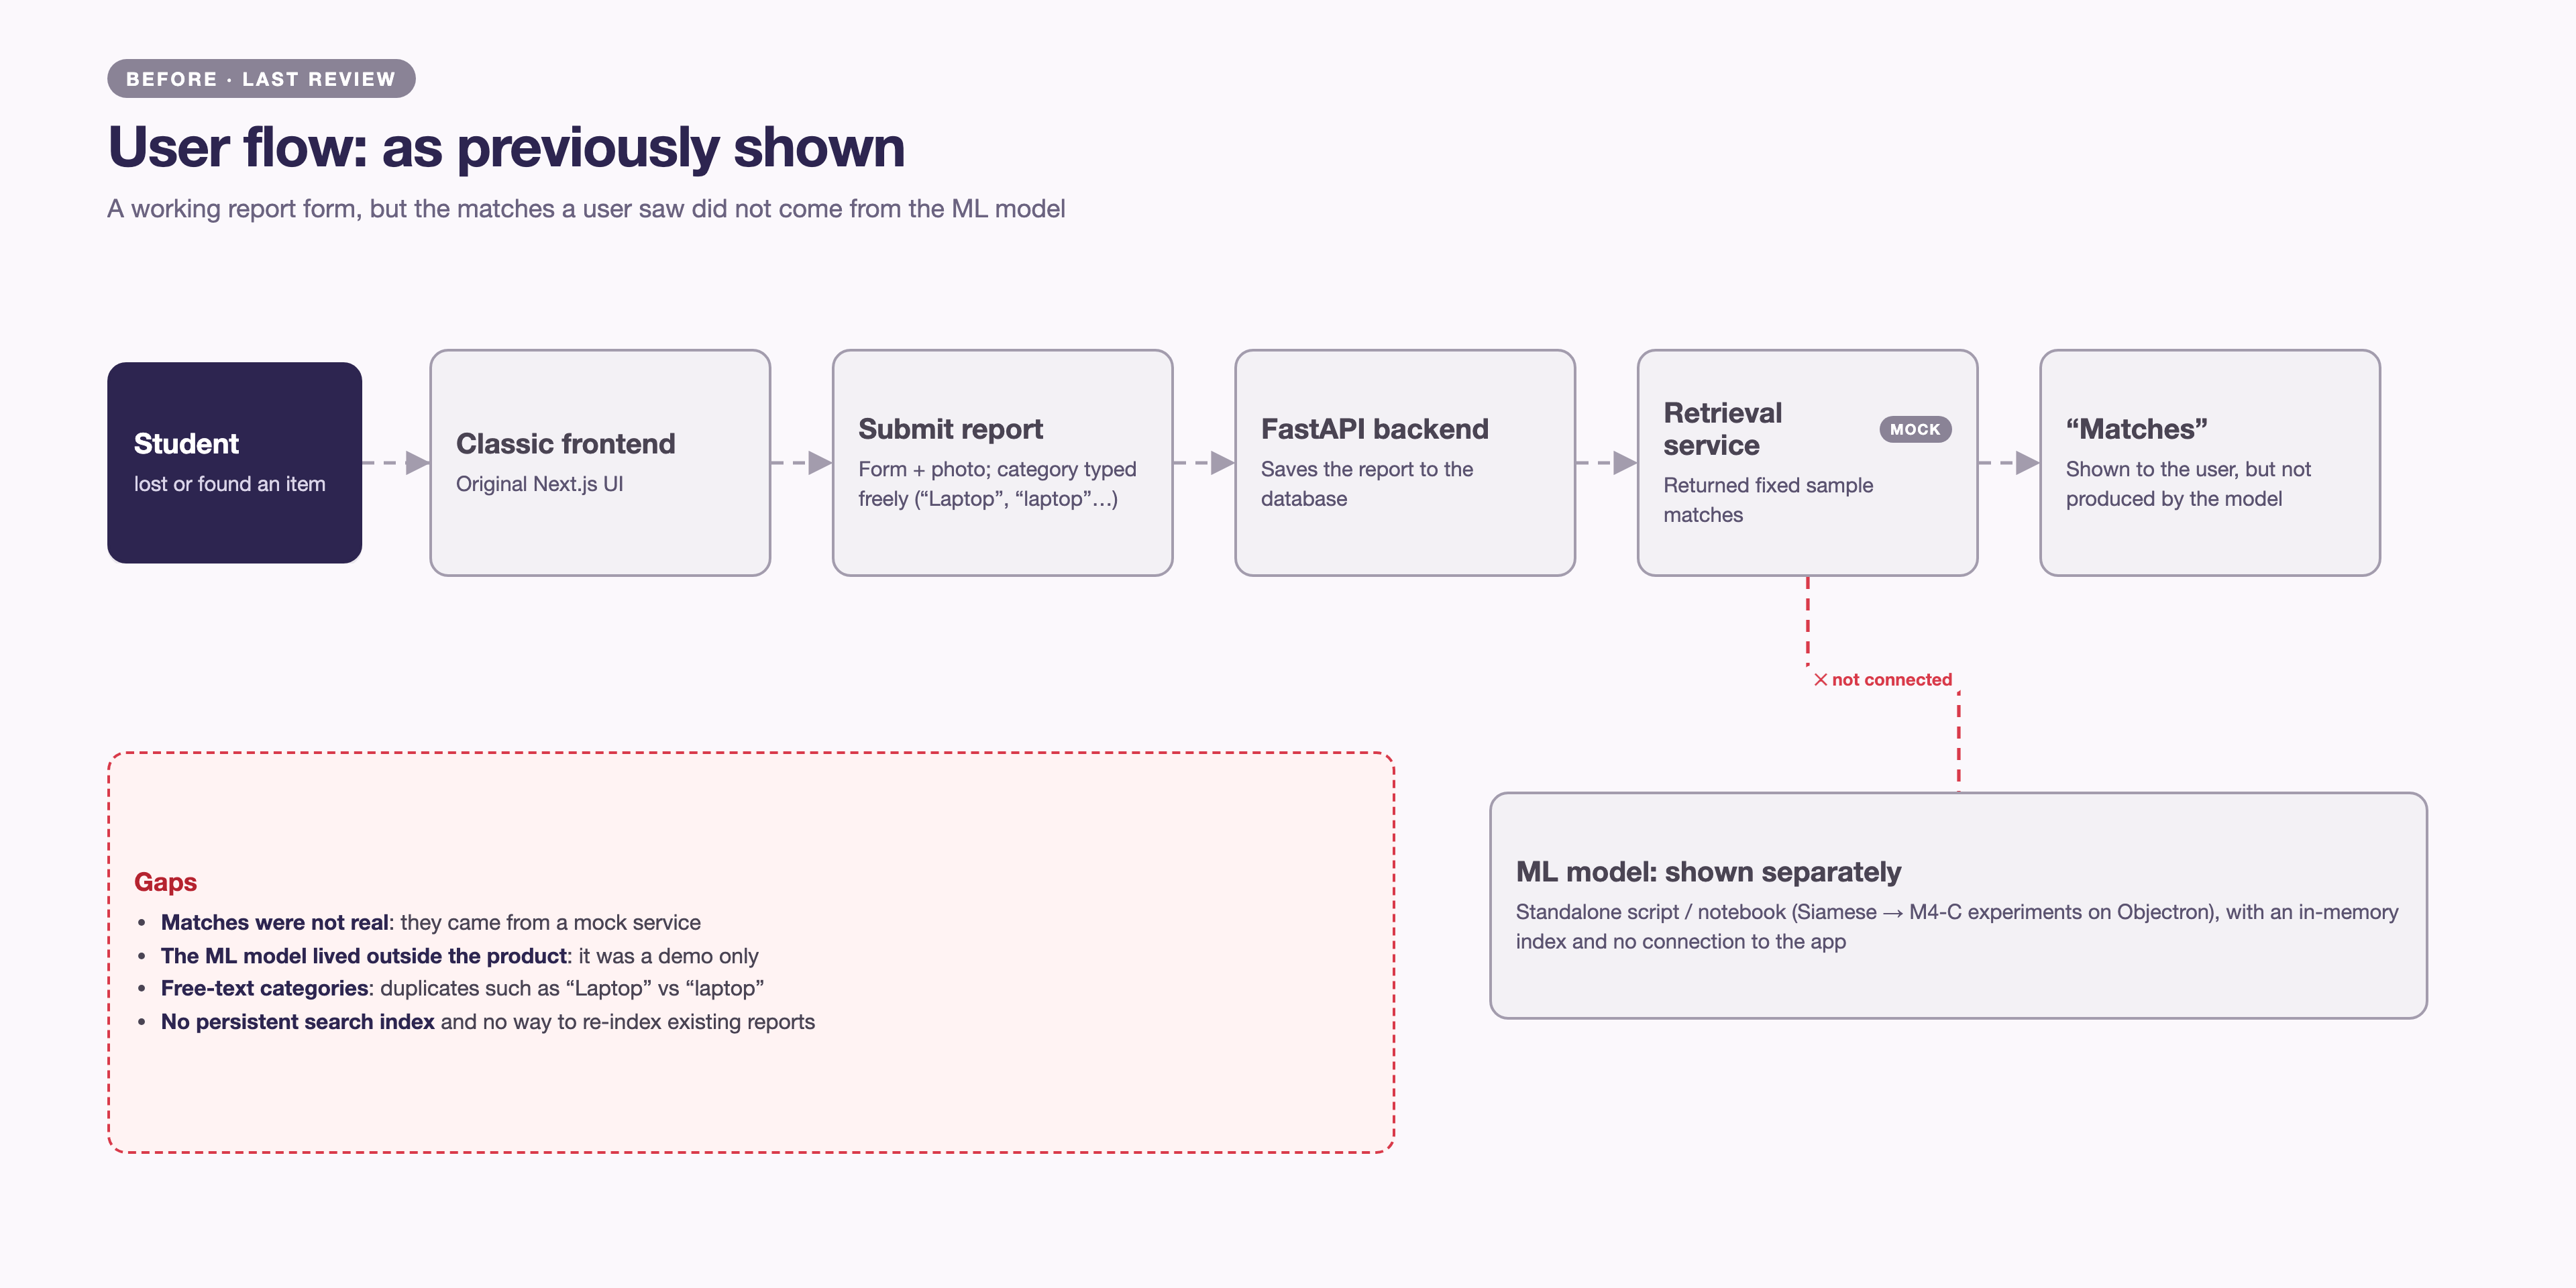 BEFORE · LAST REVIEW
User flow: as previously shown
A working report form, but the matches a user saw did not come from the ML model
Student
lost or found an item
Classic frontend
Original Next.js UI
Submit report
Form + photo; category typed
freely (“Laptop”, “laptop”…)
FastAPI backend
Saves the report to the
database
Retrieval
service
MOCK
Returned fixed sample
matches
“Matches”
Shown to the user, but not
produced by the model
✕ not connected
Gaps
• Matches were not real: they came from a mock service
• The ML model lived outside the product: it was a demo only
• Free-text categories: duplicates such as “Laptop” vs “laptop”
• No persistent search index and no way to re-index existing reports
ML model: shown separately
Standalone script / notebook (Siamese → M4-C experiments on Objectron), with an in-memory
index and no connection to the app